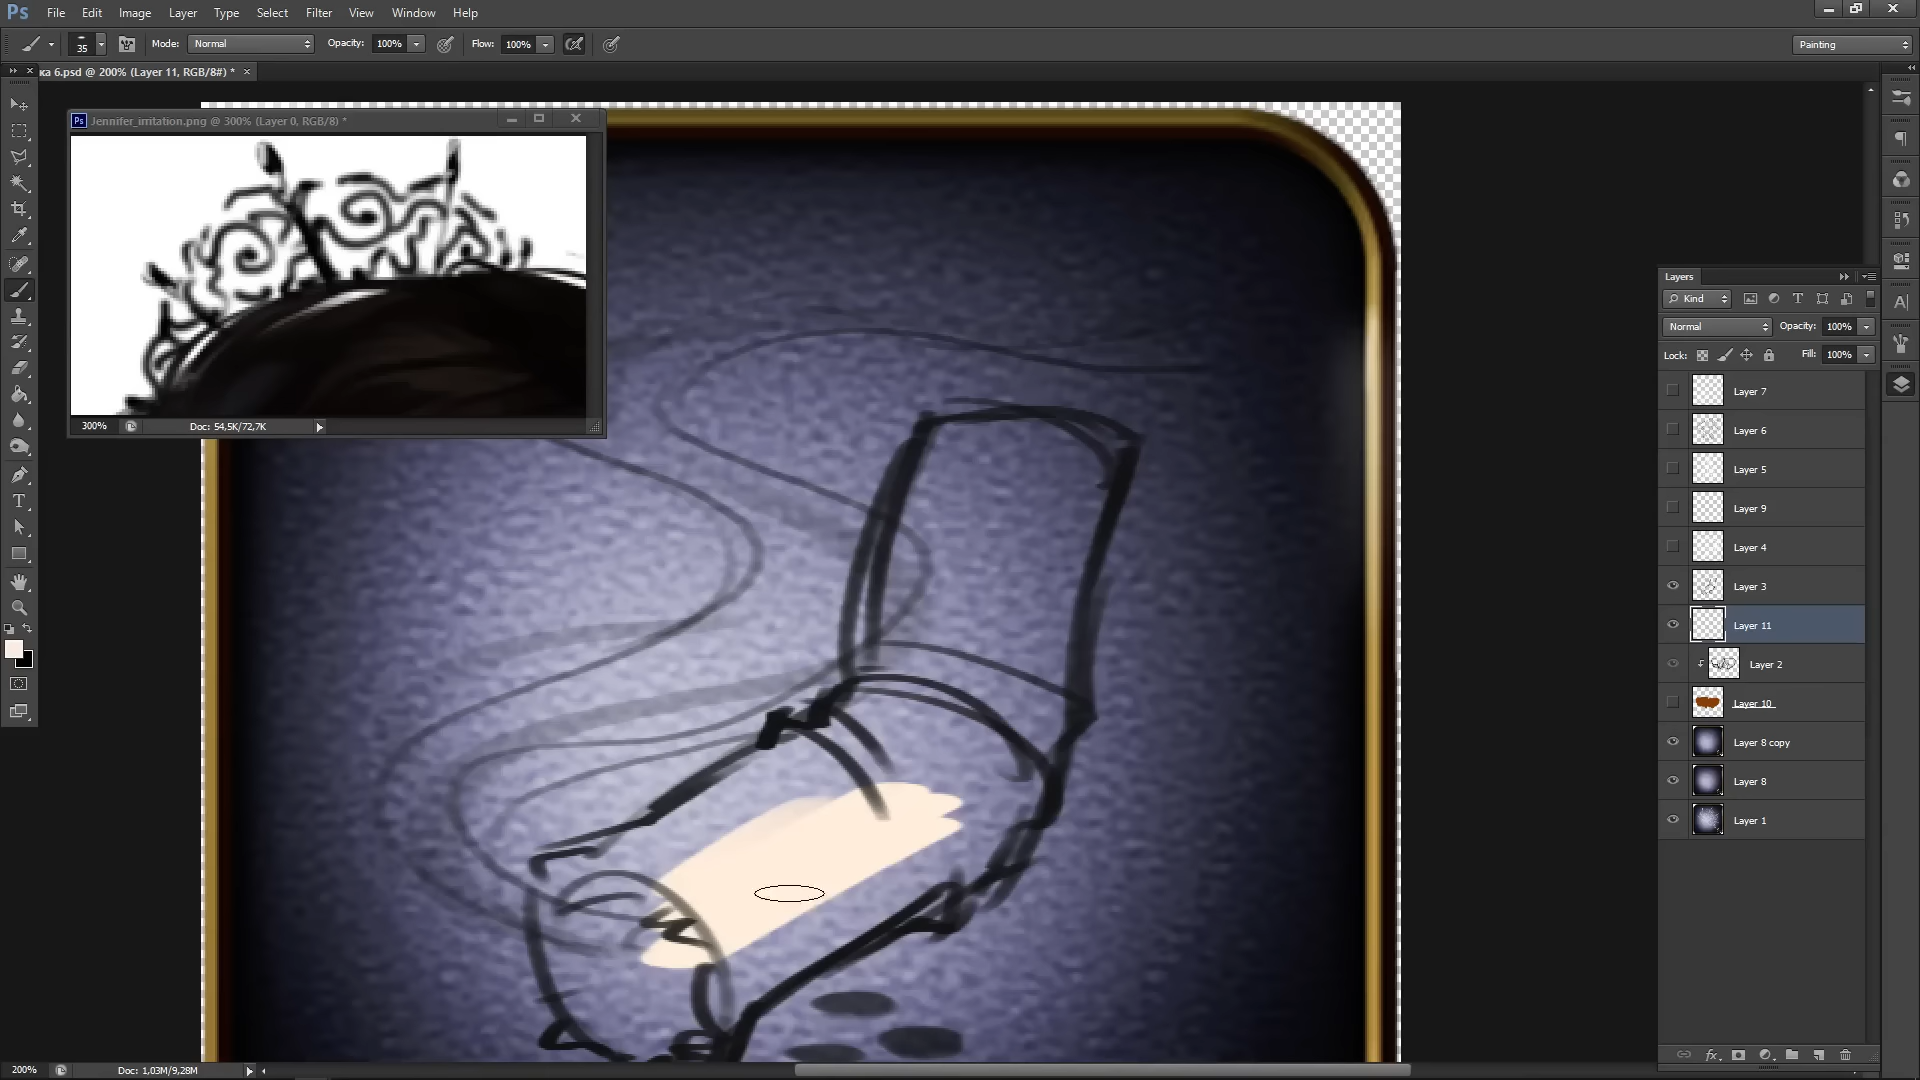 Ps File Edit Image Layer Type Select Filter View Window Help
35 Mode: Normal Opacity: 100% Flow: 100% Painting
ка 6.psd @ 200% (Layer 11, RGB/8#) * ×
Ps Jennifer_irritation.png @ 300% (Layer 0, RGB/8) *
300% Doc: 54,5K/72,7K
Layers
Kind
Normal Opacity: 100%
Lock: Fill: 100%
Layer 7
Layer 6
Layer 5
Layer 9
Layer 4
Layer 3
Layer 11
Layer 2
Layer 10
Layer 8 copy
Layer 8
Layer 1
200% Doc: 1,03M/9,28M